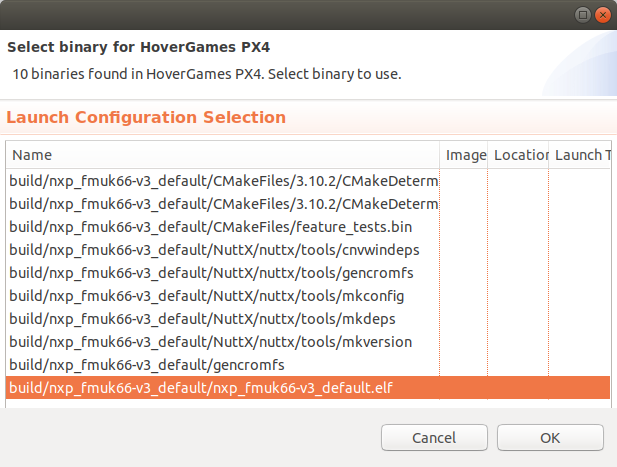 Select binary for HoverGames PX4
10 binaries found in HoverGames PX4. Select binary to use.
Launch Configuration Selection
Name Image Location Launch T
build/nxp_fmuk66-v3_default/CMakeFiles/3.10.2/CMakeDeterm
build/nxp_fmuk66-v3_default/CMakeFiles/3.10.2/CMakeDeterm
build/nxp_fmuk66-v3_default/CMakeFiles/feature_tests.bin
build/nxp_fmuk66-v3_default/NuttX/nuttx/tools/cnvwindeps
build/nxp_fmuk66-v3_default/NuttX/nuttx/tools/gencromfs
build/nxp_fmuk66-v3_default/NuttX/nuttx/tools/mkconfig
build/nxp_fmuk66-v3_default/NuttX/nuttx/tools/mkdeps
build/nxp_fmuk66-v3_default/NuttX/nuttx/tools/mkversion
build/nxp_fmuk66-v3_default/gencromfs
build/nxp_fmuk66-v3_default/nxp_fmuk66-v3_default.elf
Cancel OK